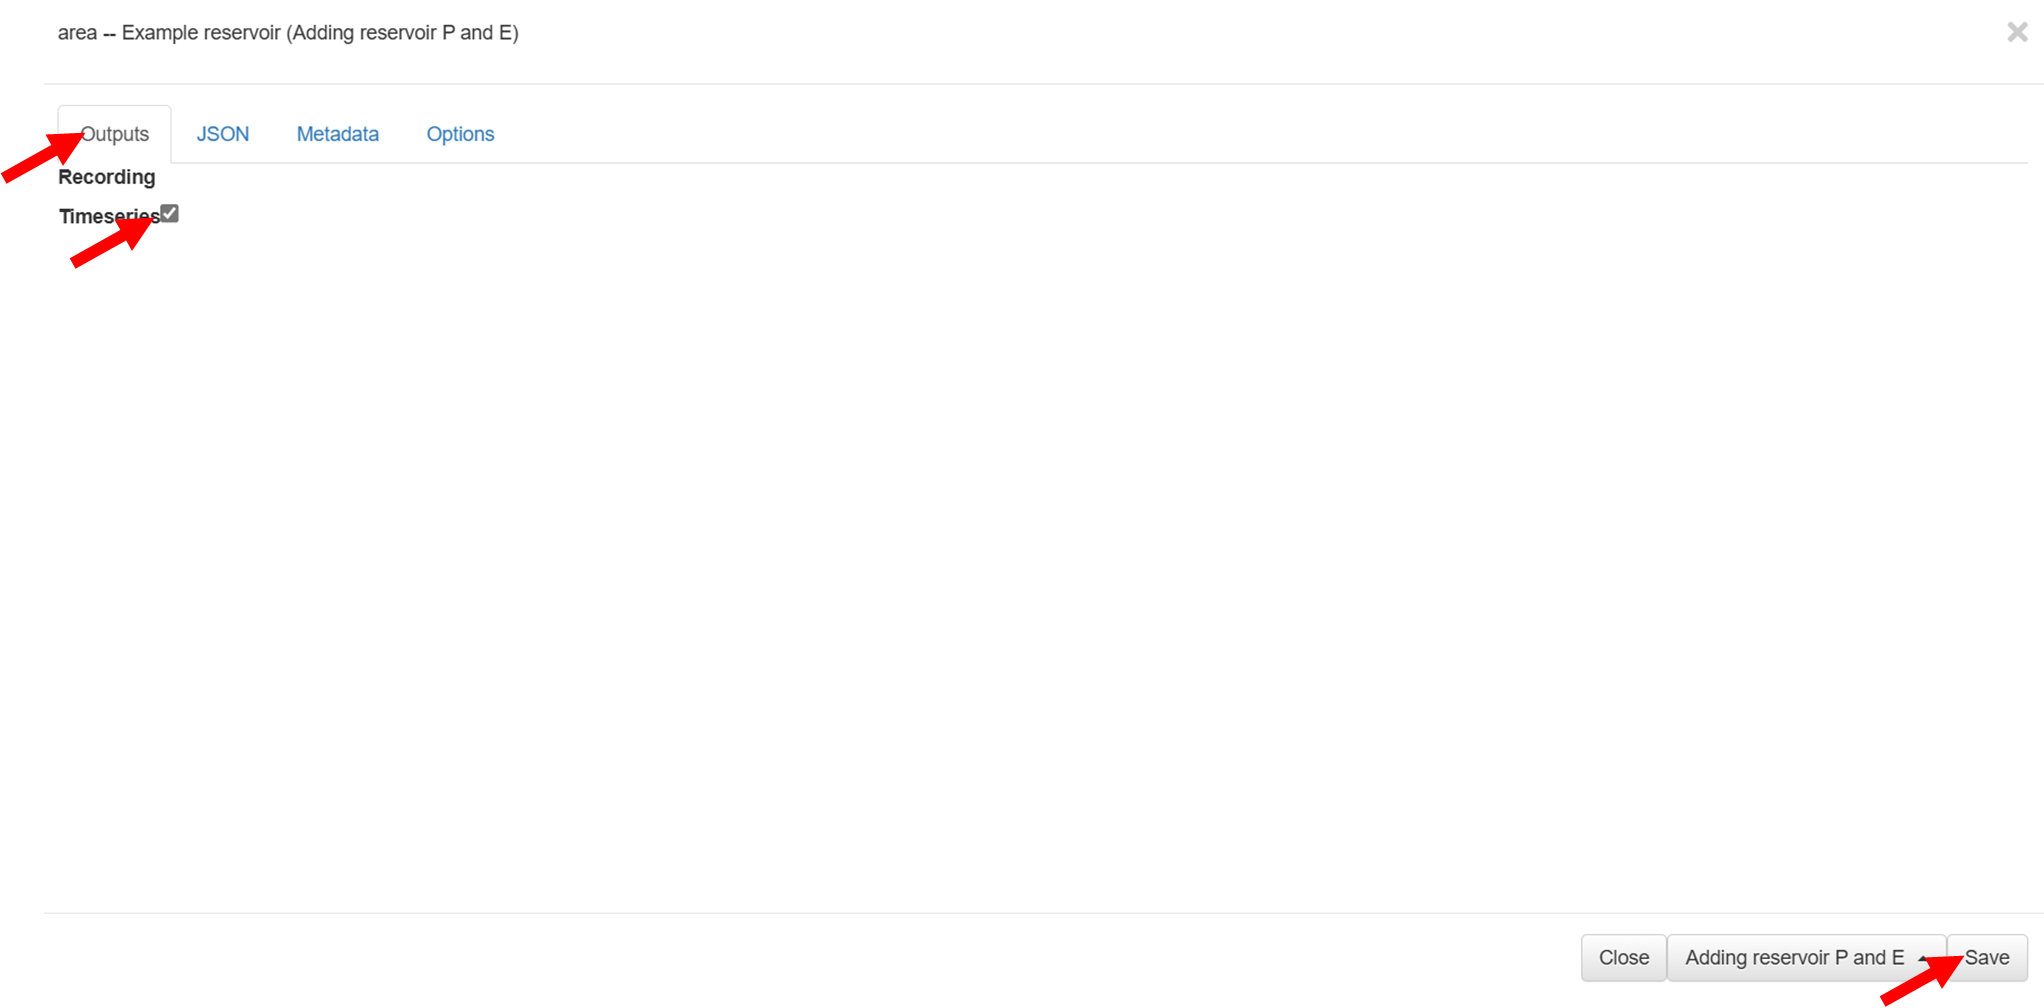 area -- Example reservoir (Adding reservoir P and E)
Outputs JSON Metadata Options
Recording
Timeseries
Close Adding reservoir P and E Save